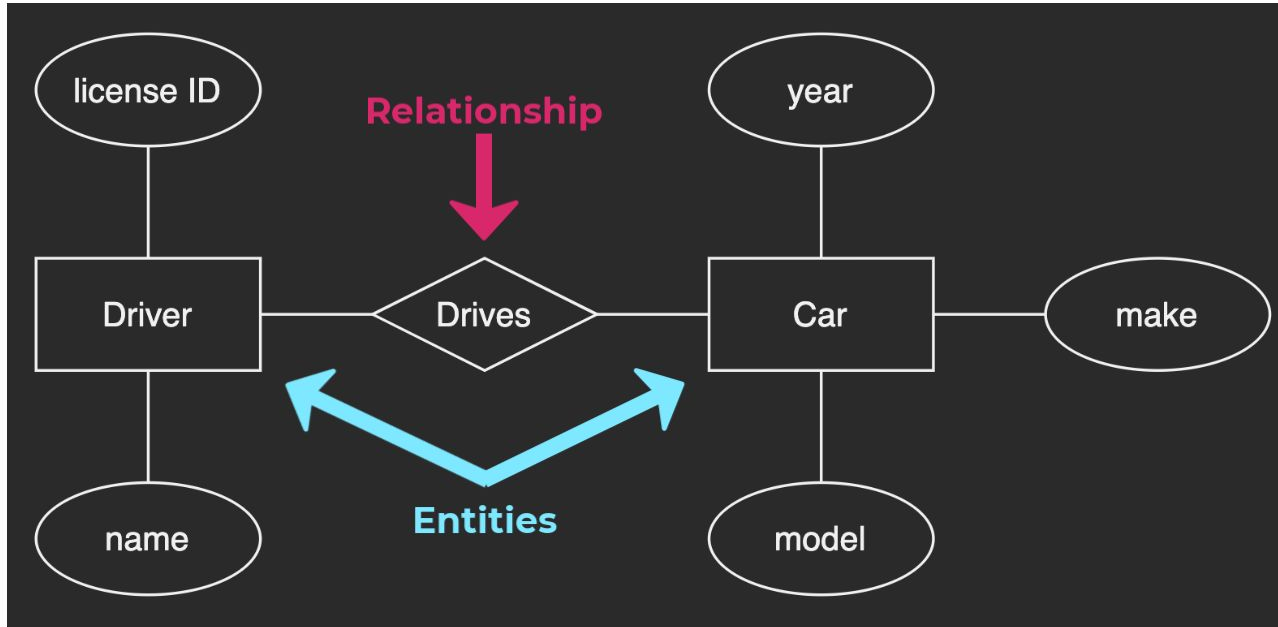 license ID
Relationship
year
Driver
Drives
Car
make
Entities
name
model